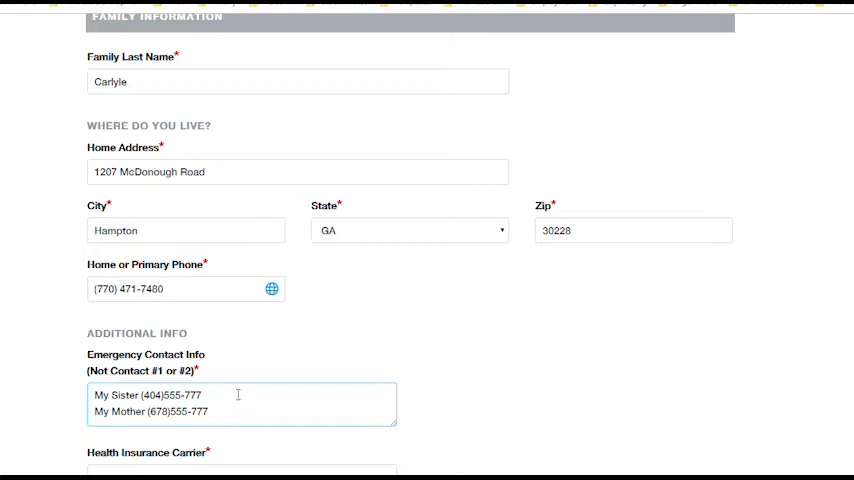 FAMILY INFORMATION
Family Last Name*
Carlyle
WHERE DO YOU LIVE?
Home Address*
1207 McDonough Road
City* State* Zip*
Hampton GA 30228
Home or Primary Phone*
(770) 471-7480
ADDITIONAL INFO
Emergency Contact Info
(Not Contact #1 or #2)*
My Sister (404)555-777
My Mother (678)555-777
Health Insurance Carrier*